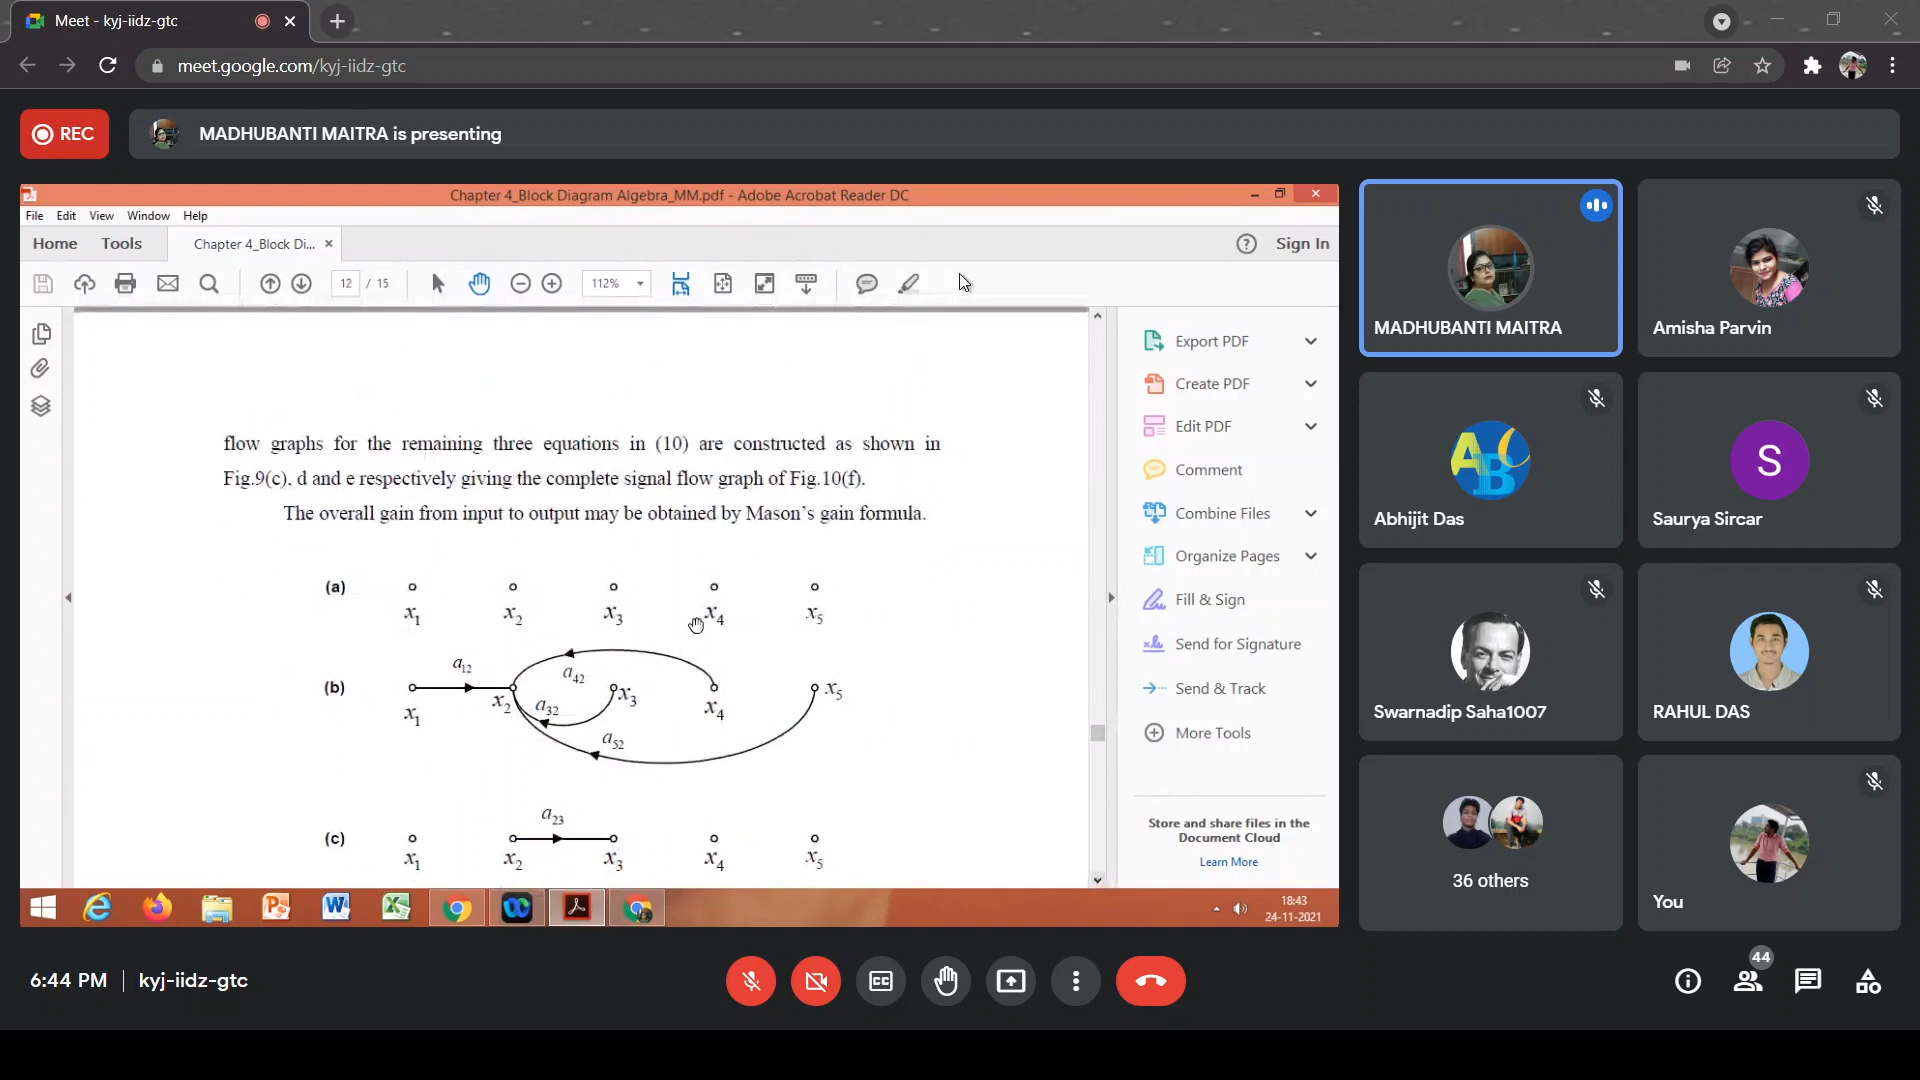 Meet - kyj-iidz-gtc
meet.google.com/kyj-iidz-gtc
REC
MADHUBANTI MAITRA is presenting
Chapter 4_Block Diagram Algebra_MM.pdf - Adobe Acrobat Reader DC
File Edit View Window Help
Home Tools Chapter 4_Block Di... Sign In
12 / 15 112%
flow graphs for the remaining three equations in (10) are constructed as shown in
Fig.9(c), d and e respectively giving the complete signal flow graph of Fig.10(f).
The overall gain from input to output may be obtained by Mason's gain formula.
(a)
x1 x2 x3 x4 x5
(b)
a12 a42 a32 a52
x1 x2 x3 x4 x5
(c)
a23
x1 x2 x3 x4 x5
Export PDF
Create PDF
Edit PDF
Comment
Combine Files
Organize Pages
Fill & Sign
Send for Signature
Send & Track
More Tools
Store and share files in the
Document Cloud
Learn More
18:43
24-11-2021
MADHUBANTI MAITRA
Amisha Parvin
Abhijit Das
S
Saurya Sircar
Swarnadip Saha1007
RAHUL DAS
36 others
You
6:44 PM kyj-iidz-gtc
CC
44